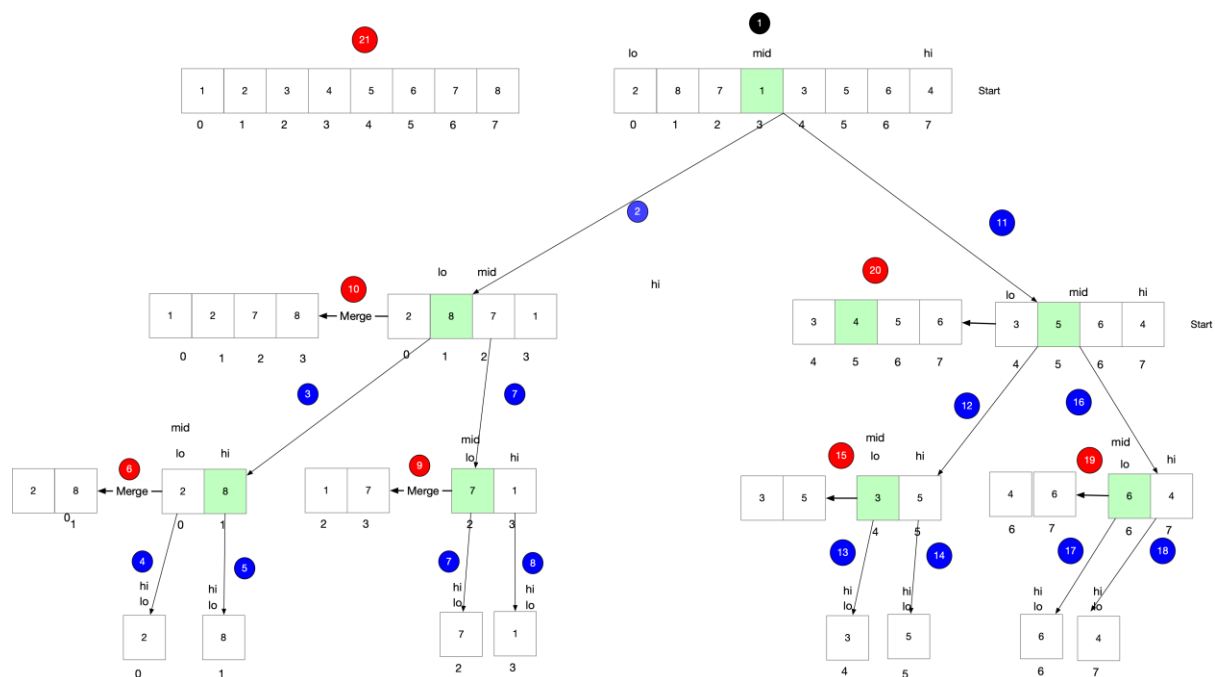 1
21
lo mid hi
1 2 3 4 5 6 7 8
2 8 7 1 3 5 6 4 Start
0 1 2 3 4 5 6 7
0 1 2 3 4 5 6 7
2
11
lo mid
hi
20
10
lo mid hi
1 2 7 8 Merge 2 8 7 1
3 4 5 6 3 5 6 4 Start
0 1 2 3 0 1 2 3
4 5 6 7 4 5 6 7
3 7 12 16
mid
lo hi
6
mid
lo hi
9
mid
lo hi
15
mid
lo hi
19
2 8 Merge 2 8
1 7 Merge 7 1
3 5 3 5
4 6 6 4
0 1 0 1
2 3 2 3
4 5
6 7 6 7
4 5 7 8 13 14 17 18
hi hi hi hi hi hi hi hi
lo lo lo lo lo lo lo lo
2 8 7 1 3 5 6 4
0 1 2 3 4 5 6 7